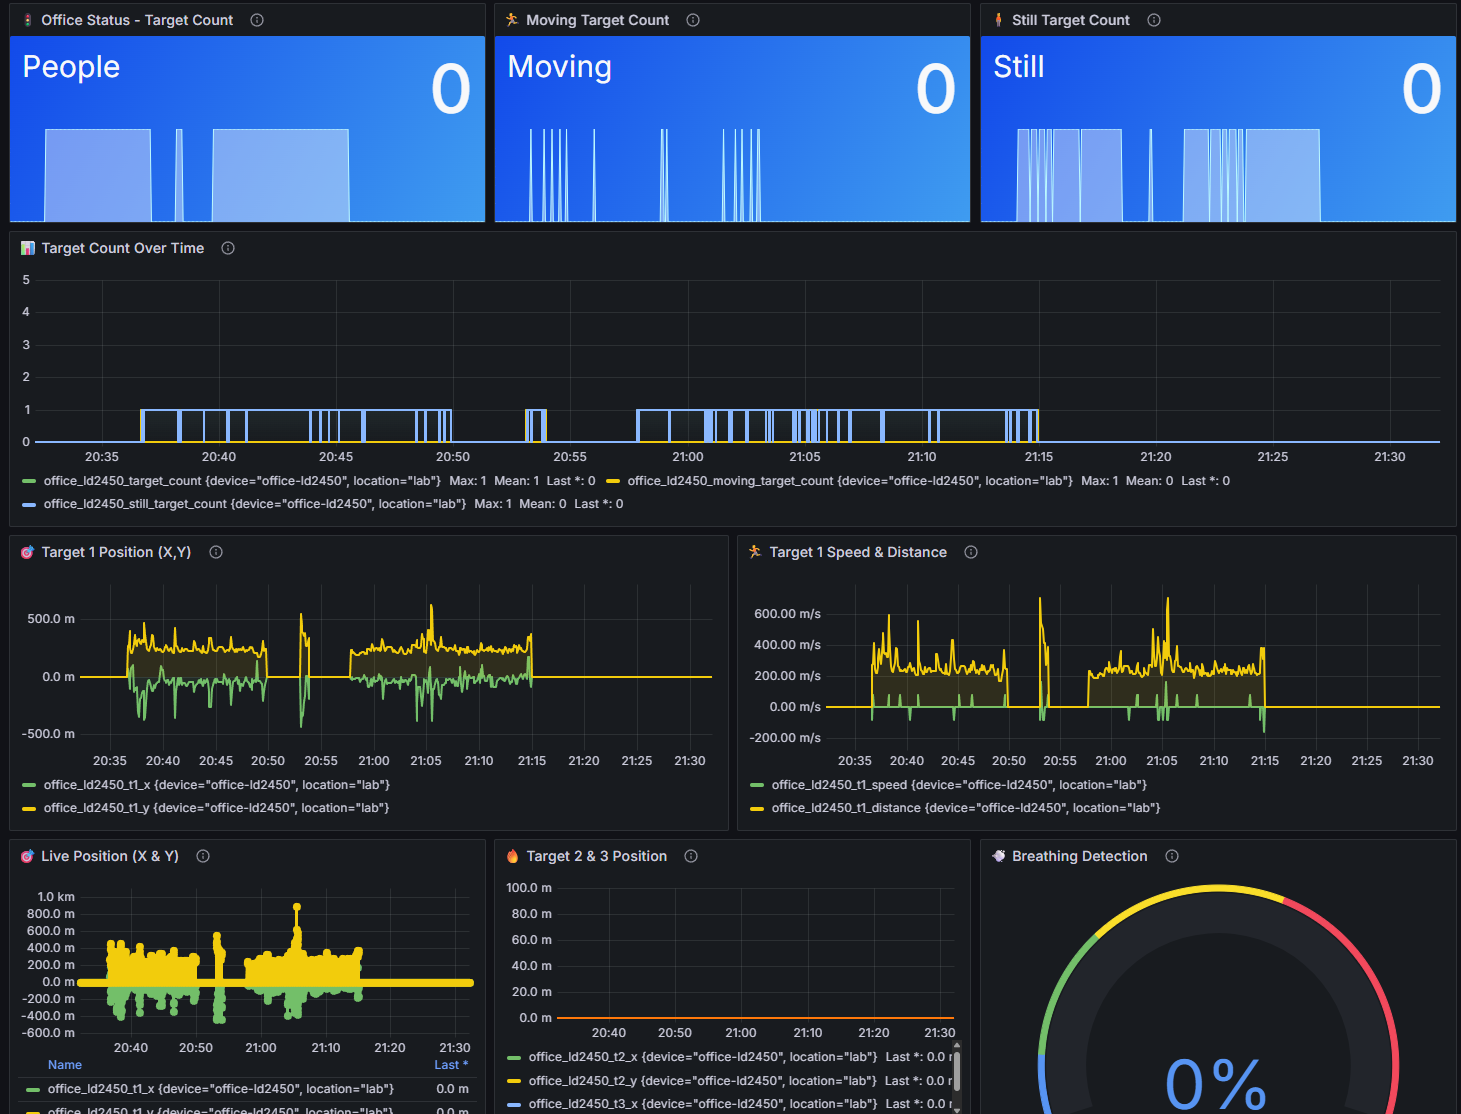 Office Status - Target Count
Moving Target Count
Still Target Count
People
0
Moving
0
Still
0
Target Count Over Time
5
4
3
2
1
0
20:35 20:40 20:45 20:50 20:55 21:00 21:05 21:10 21:15 21:20 21:25 21:30
office_ld2450_target_count {device="office-ld2450", location="lab"} Max: 1 Mean: 1 Last *: 0 office_ld2450_moving_target_count {device="office-ld2450", location="lab"} Max: 1 Mean: 0 Last *: 0
office_ld2450_still_target_count {device="office-ld2450", location="lab"} Max: 1 Mean: 0 Last *: 0
Target 1 Position (X,Y)
500.0 m
0.0 m
-500.0 m
20:35 20:40 20:45 20:50 20:55 21:00 21:05 21:10 21:15 21:20 21:25 21:30
office_ld2450_t1_x {device="office-ld2450", location="lab"}
office_ld2450_t1_y {device="office-ld2450", location="lab"}
Target 1 Speed & Distance
600.00 m/s
400.00 m/s
200.00 m/s
0.00 m/s
-200.00 m/s
20:35 20:40 20:45 20:50 20:55 21:00 21:05 21:10 21:15 21:20 21:25 21:30
office_ld2450_t1_speed {device="office-ld2450", location="lab"}
office_ld2450_t1_distance {device="office-ld2450", location="lab"}
Live Position (X & Y)
1.0 km
800.0 m
600.0 m
400.0 m
200.0 m
0.0 m
-200.0 m
-400.0 m
-600.0 m
20:40 20:50 21:00 21:10 21:20 21:30
Name Last *
office_ld2450_t1_x {device="office-ld2450", location="lab"} 0.0 m
office_ld2450_t1_y {device="office-ld2450", location="lab"} 0.0 m
Target 2 & 3 Position
100.0 m
80.0 m
60.0 m
40.0 m
20.0 m
0.0 m
20:40 20:50 21:00 21:10 21:20 21:30
office_ld2450_t2_x {device="office-ld2450", location="lab"} Last *: 0.0
office_ld2450_t2_y {device="office-ld2450", location="lab"} Last *: 0.0
office_ld2450_t3_x {device="office-ld2450", location="lab"} Last *: 0.0
Breathing Detection
0%